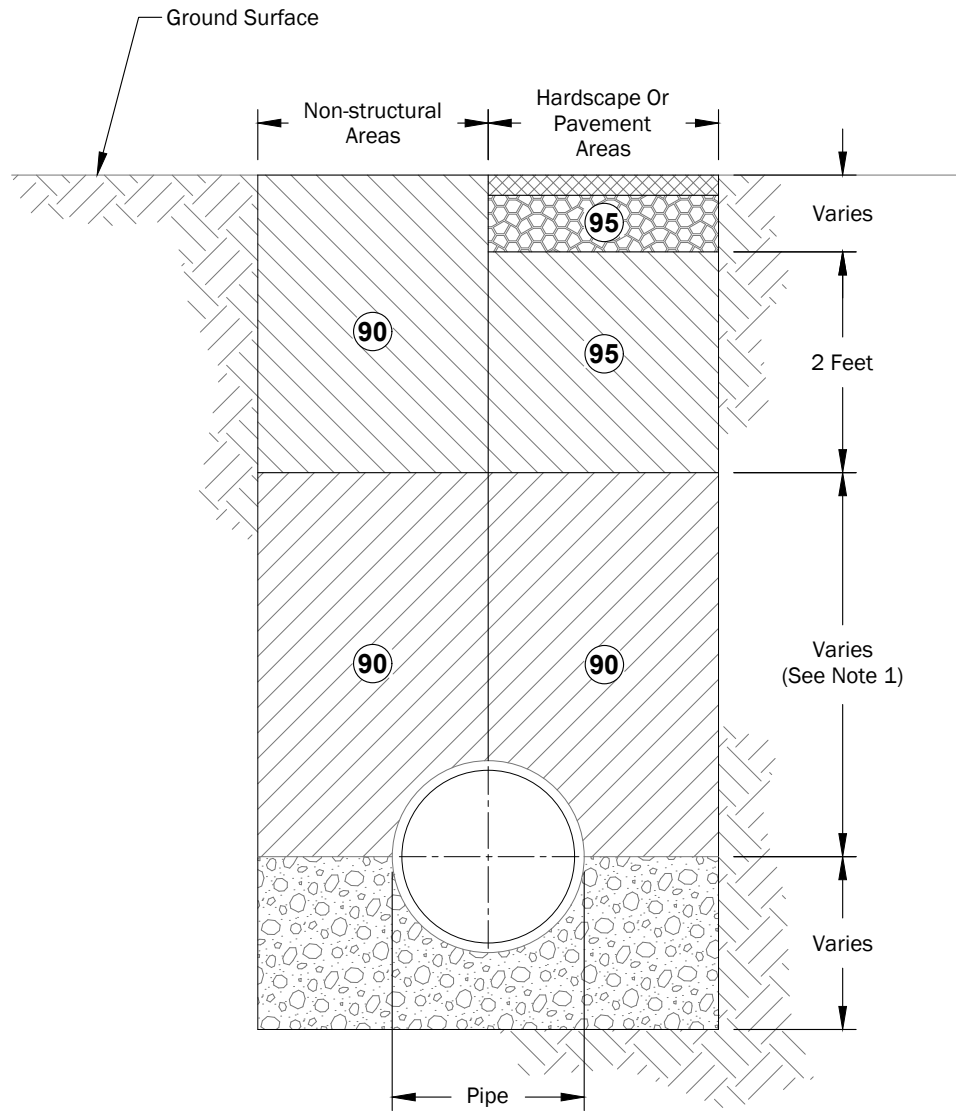 Ground Surface
Non-structural
Areas
Hardscape Or
Pavement
Areas
Varies
95
90
95
2 Feet
90
90
Varies
(See Note 1)
Varies
Pipe